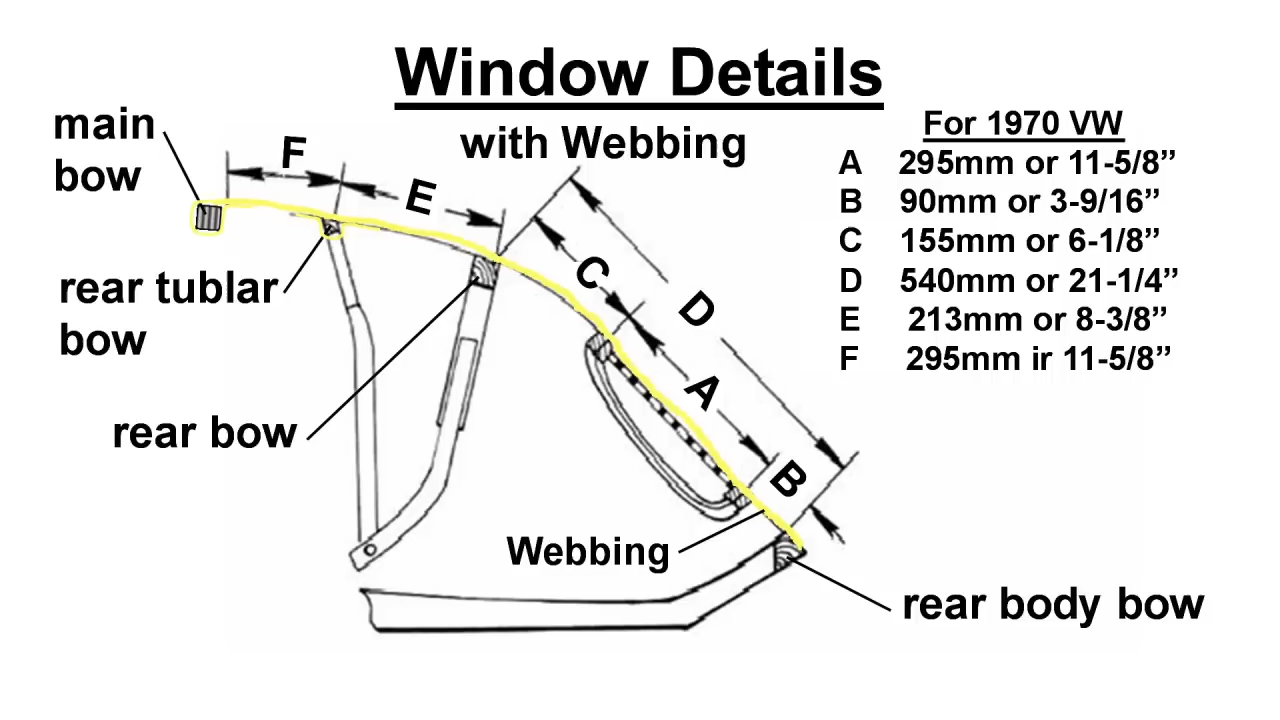 Window Details
with Webbing
main
bow
F
E
C
D
A
B
rear tublar
bow
rear bow
Webbing
rear body bow
For 1970 VW
A 295mm or 11-5/8”
B 90mm or 3-9/16”
C 155mm or 6-1/8”
D 540mm or 21-1/4”
E 213mm or 8-3/8”
F 295mm ir 11-5/8”